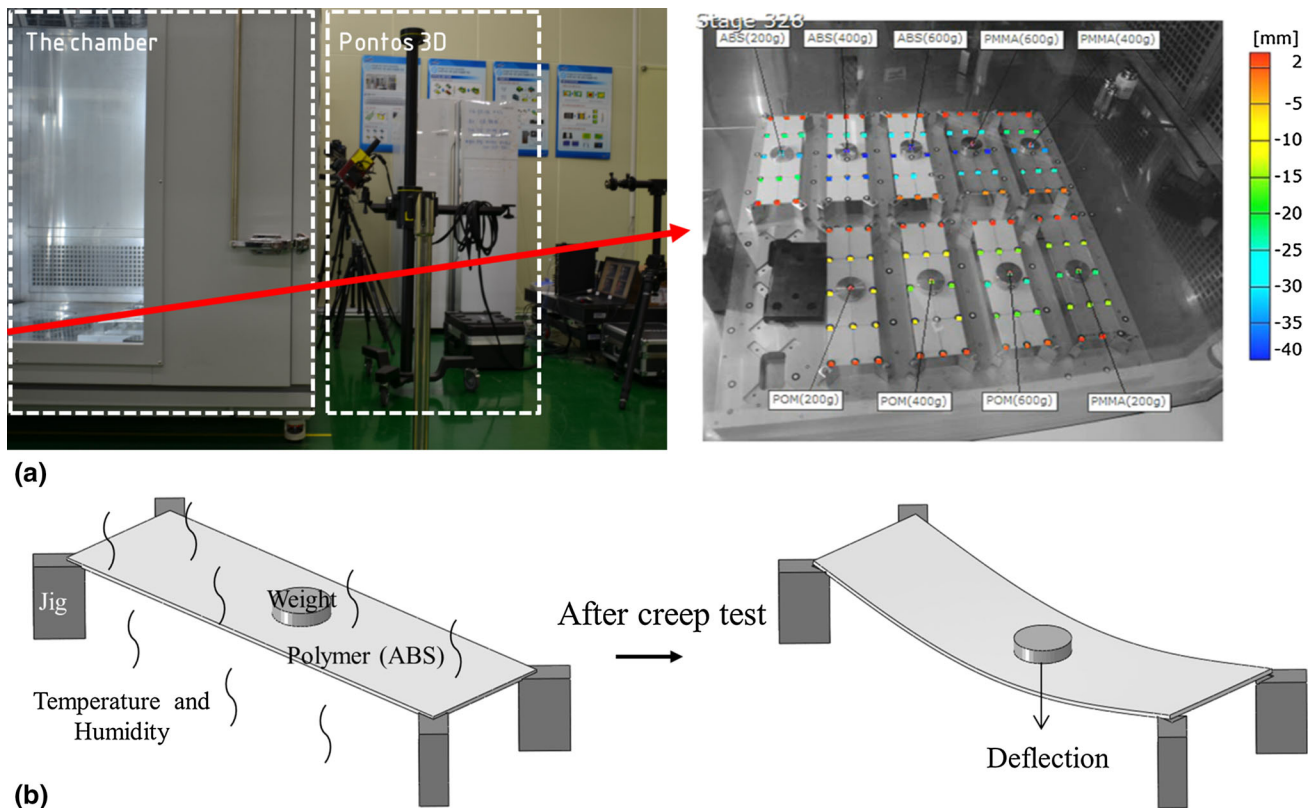 The chamber
Pontos 3D
Stage 328
ABS(200g)
ABS(400g)
ABS(600g)
PMMA(600g)
PMMA(400g)
[mm]
2
-5
-10
-15
-20
-25
-30
-35
-40
POM(200g)
POM(400g)
POM(600g)
PMMA(200g)
(a)
Jig
Weight
Polymer (ABS)
Temperature and
Humidity
After creep test
Deflection
(b)